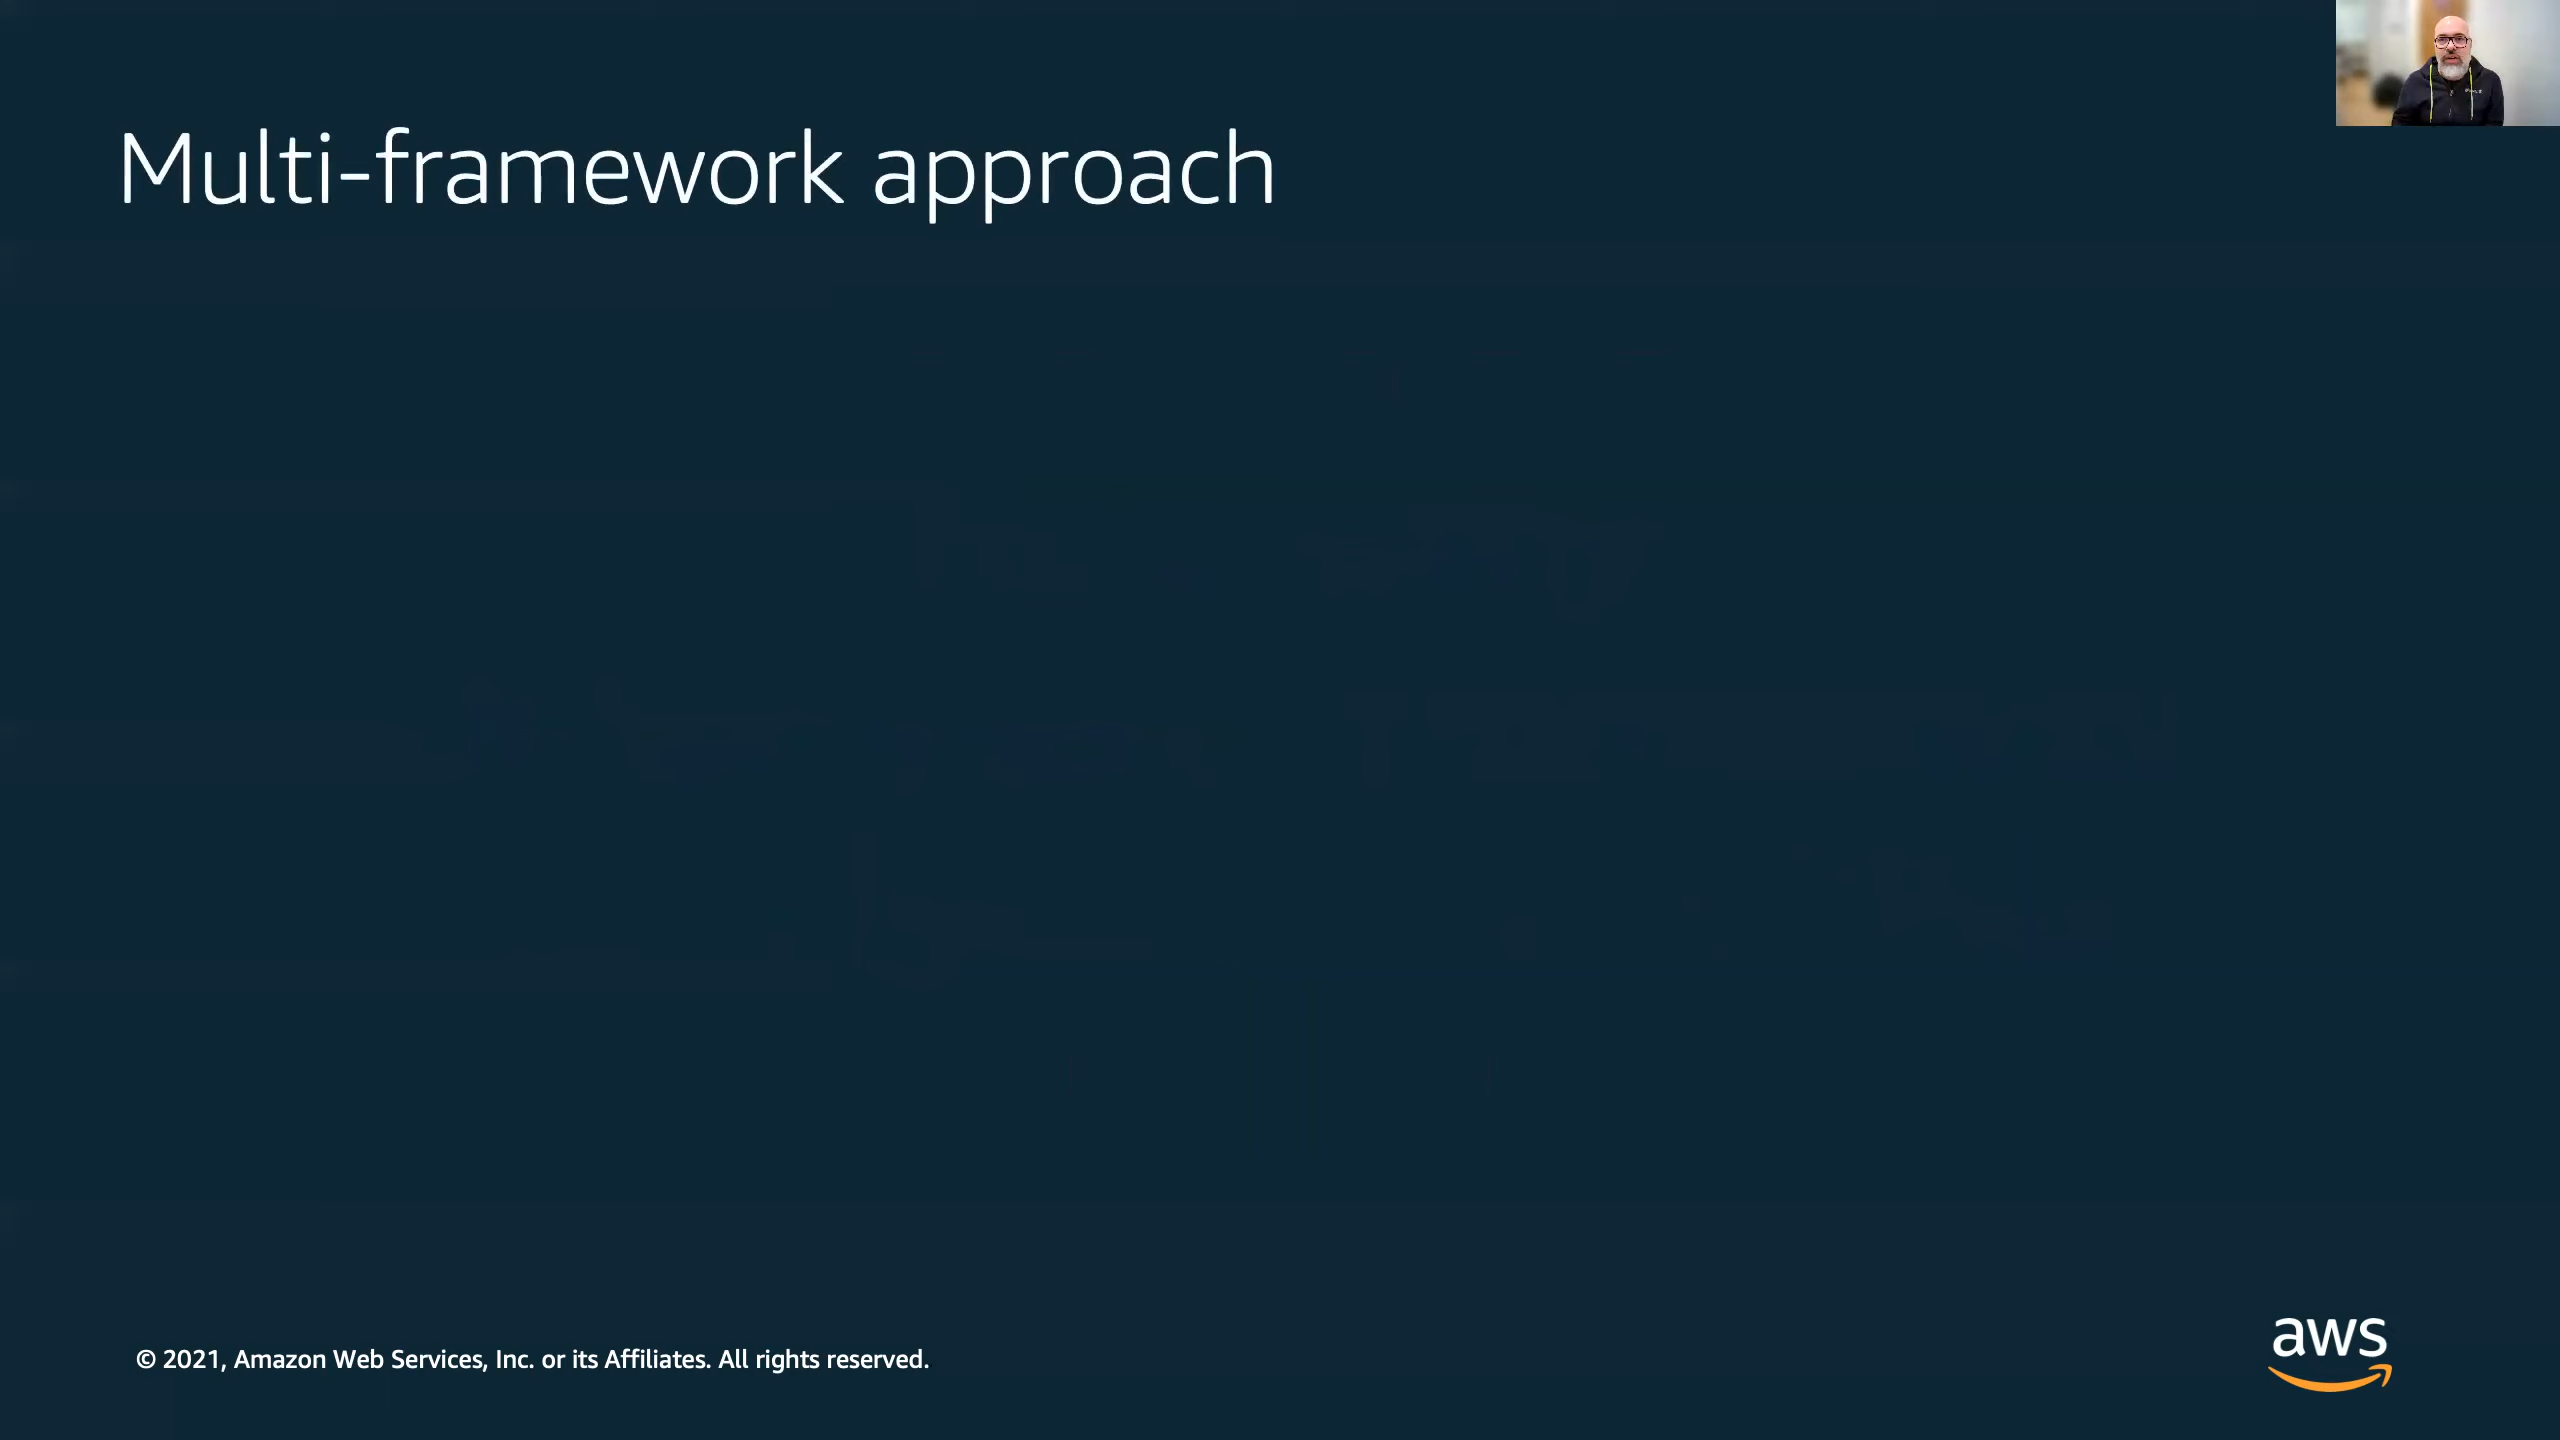 Multi-framework approach
© 2021, Amazon Web Services, Inc. or its Affiliates. All rights reserved.
aws